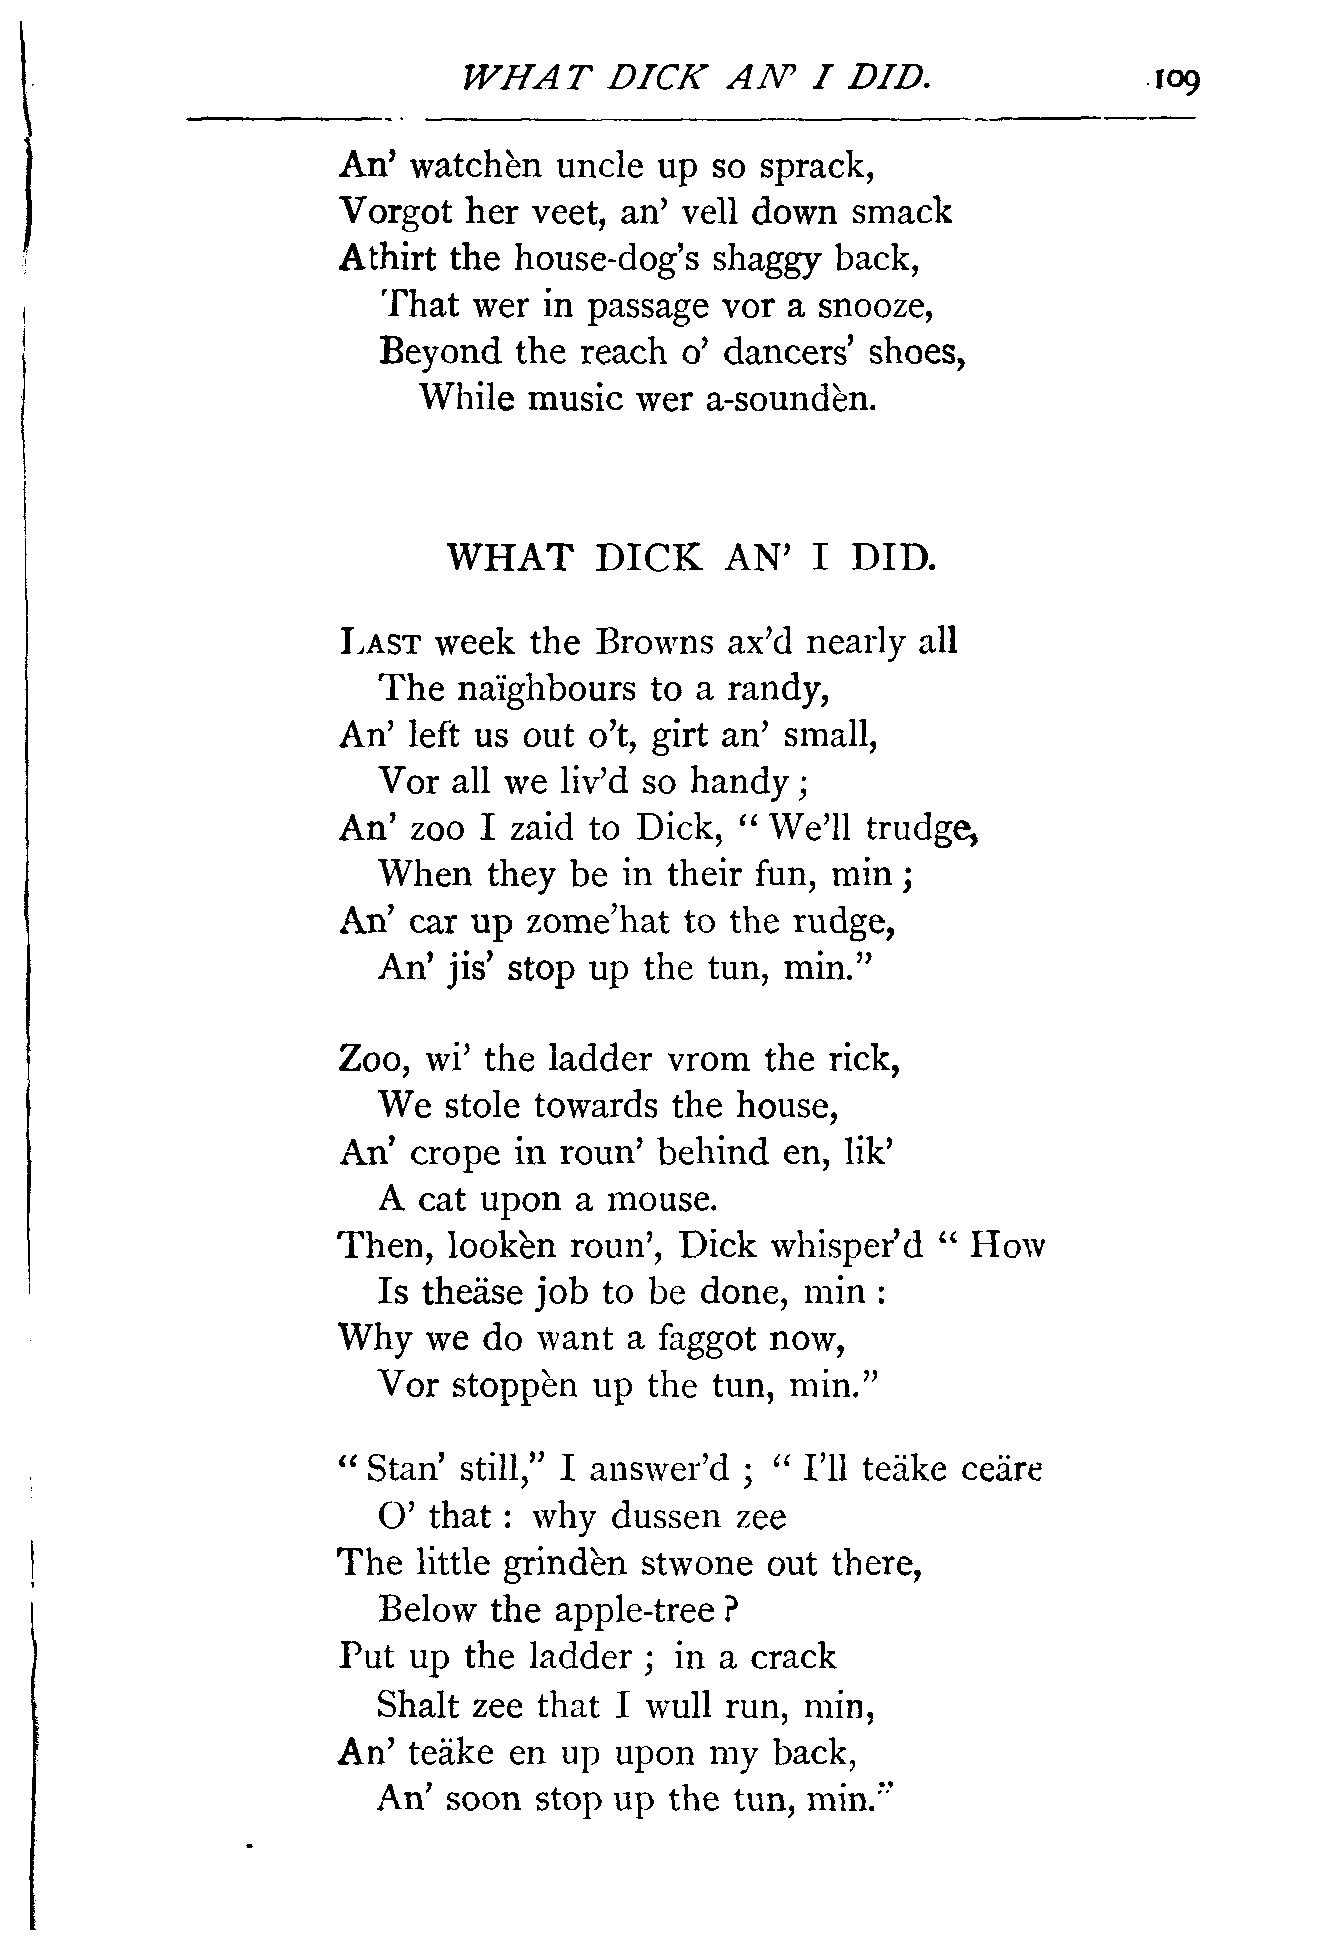 WHAT DICK AN' I DID. 109
An' watchèn uncle up so sprack,
Vorgot her veet, an' vell down smack
Athirt the house-dog's shaggy back,
That wer in passage vor a snooze,
Beyond the reach o' dancers' shoes,
While music wer a-soundèn.
WHAT DICK AN' I DID.
LAST week the Browns ax'd nearly all
The naïghbours to a randy,
An' left us out o't, girt an' small,
Vor all we liv'd so handy;
An' zoo I zaid to Dick, "We'll trudge,
When they be in their fun, min;
An' car up zome'hat to the rudge,
An' jis' stop up the tun, min."
Zoo, wi' the ladder vrom the rick,
We stole towards the house,
An' crope in roun' behind en, lik'
A cat upon a mouse.
Then, lookèn roun', Dick whisper'd "How
Is theäse job to be done, min:
Why we do want a faggot now,
Vor stoppèn up the tun, min."
"Stan' still," I answer'd; "I'll teäke ceäre
O' that: why dussen zee
The little grindèn stwone out there,
Below the apple-tree?
Put up the ladder; in a crack
Shalt zee that I wull run, min,
An' teäke en up upon my back,
An' soon stop up the tun, min."